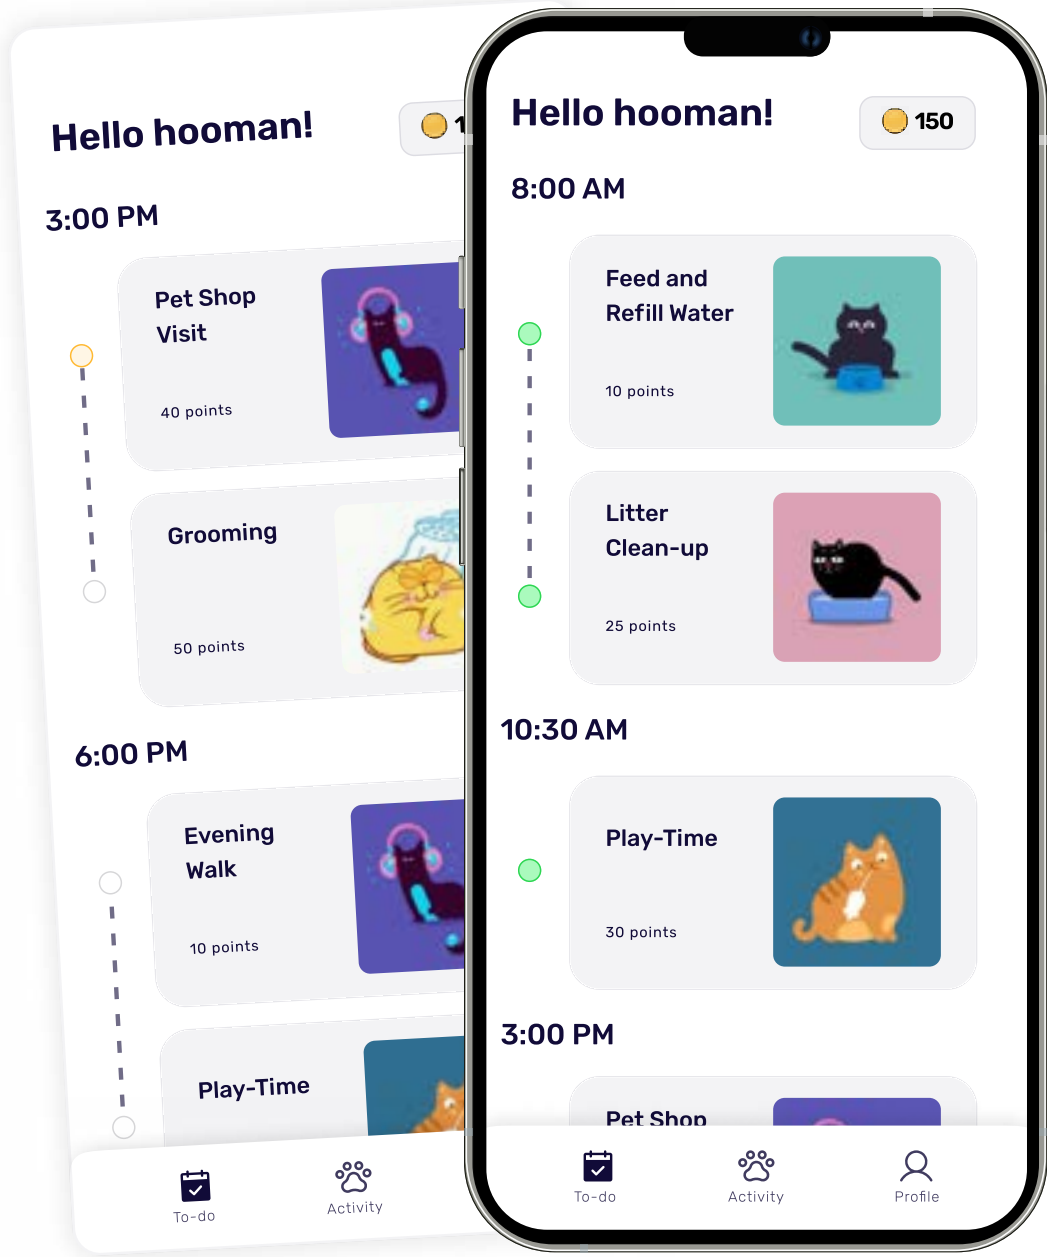 Hello hooman!
1
3:00 PM
Pet Shop
Visit
40 points
Grooming
50 points
6:00 PM
Evening
Walk
10 points
Play-Time
To-do
Activity
Hello hooman!
150
8:00 AM
Feed and
Refill Water
10 points
Litter
Clean-up
25 points
10:30 AM
Play-Time
30 points
3:00 PM
Pet Shop
To-do
Activity
Profile